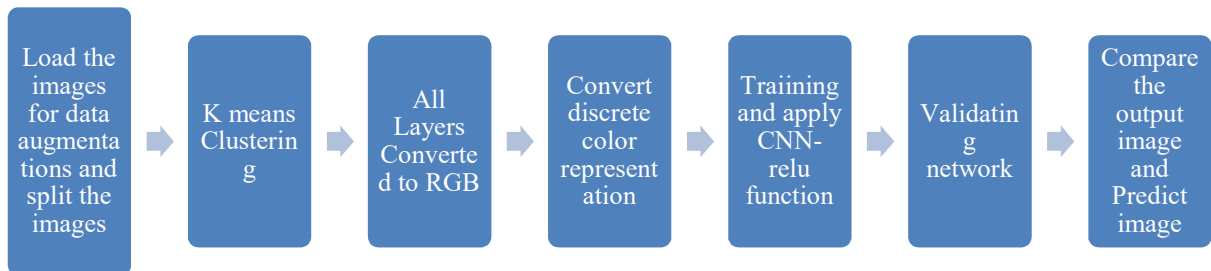 Load the
images
for data
augmenta
tions and
split the
images
K means
Clusterin
g
All
Layers
Converte
d to RGB
Convert
discrete
color
represent
ation
Traiining
and apply
CNN-
relu
function
Validatin
g
network
Compare
the
output
image
and
Predict
image